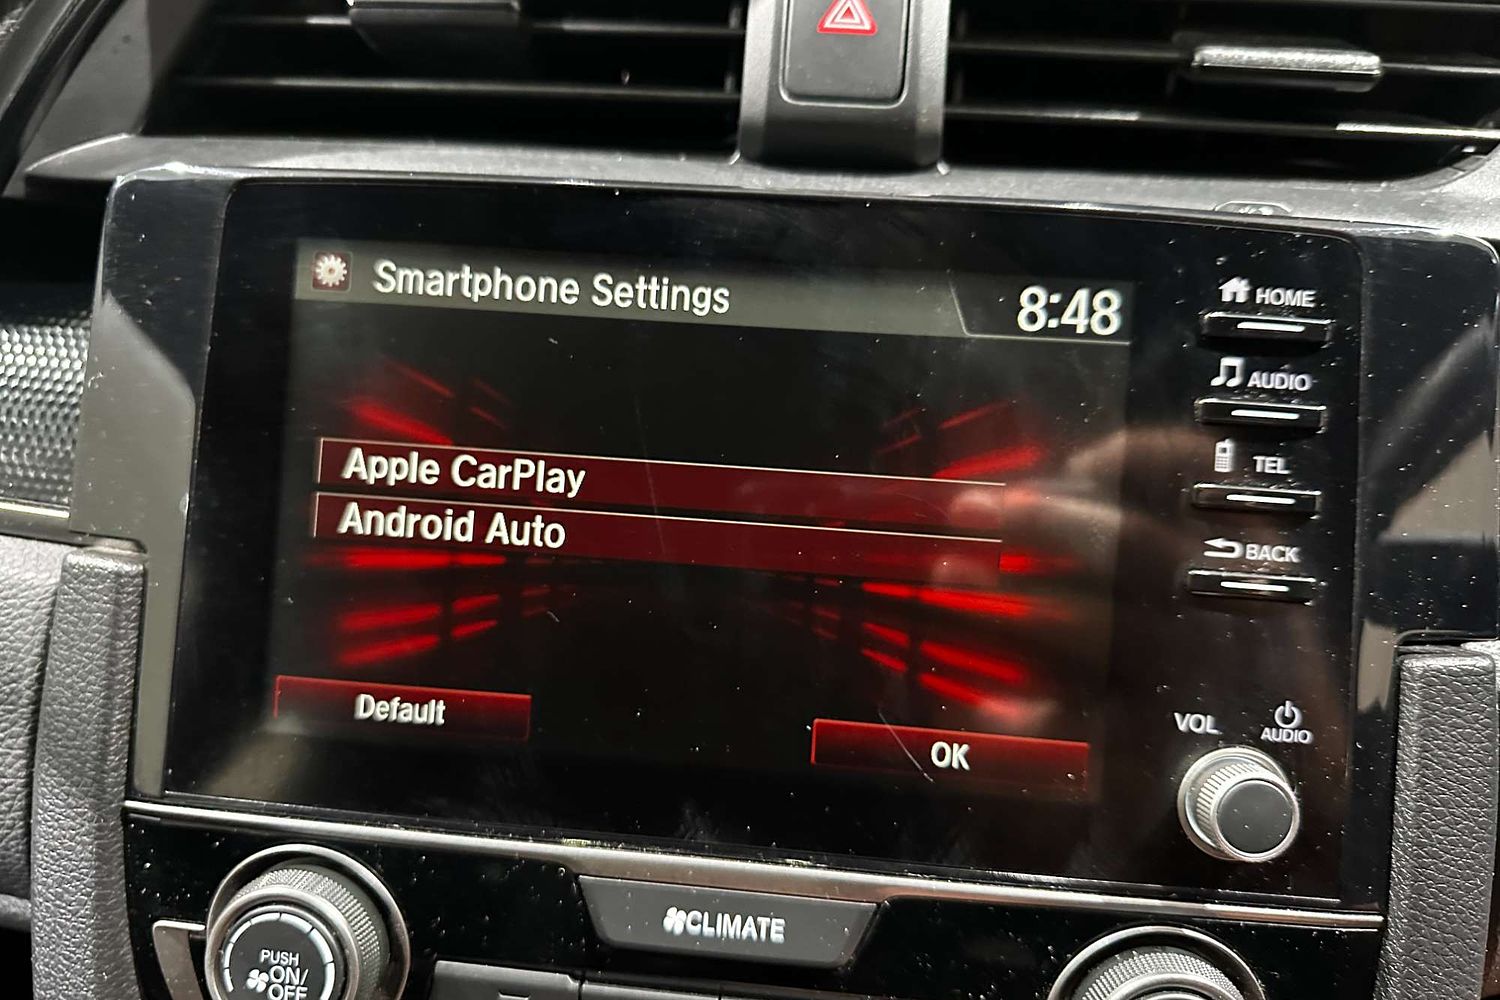 Smartphone Settings
8:48
HOME
AUDIO
Apple CarPlay
TEL
Android Auto
BACK
Default
OK
VOL
AUDIO
CLIMATE
PUSH
ON/
OFF